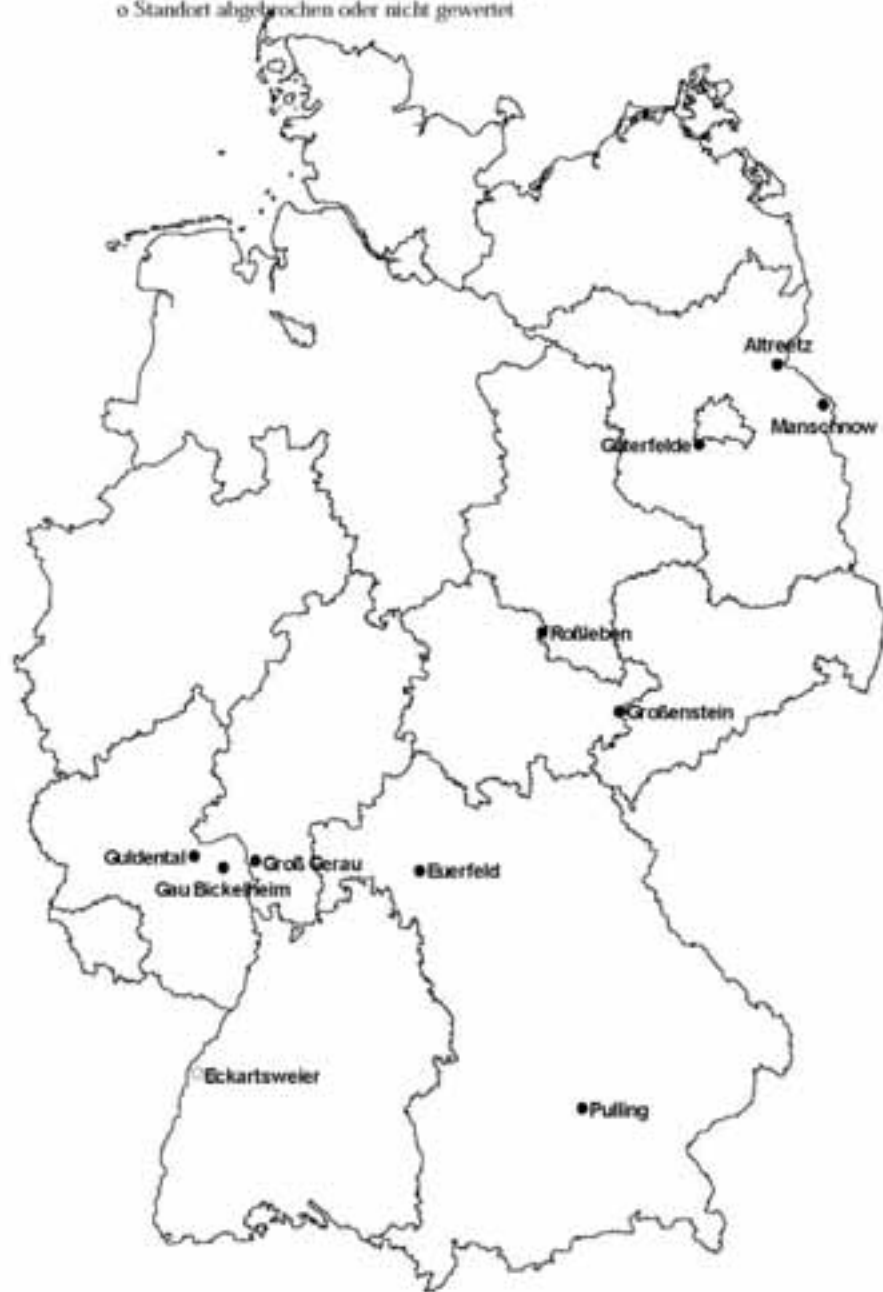 o Standort abgebrochen oder nicht gewertet
Altreetz
Manschnow
Güterfelde
Roßleben
Großenstein
Guldental
Groß Gerau
Gau Bickelheim
Euerfeld
Eckartsweier
Pulling